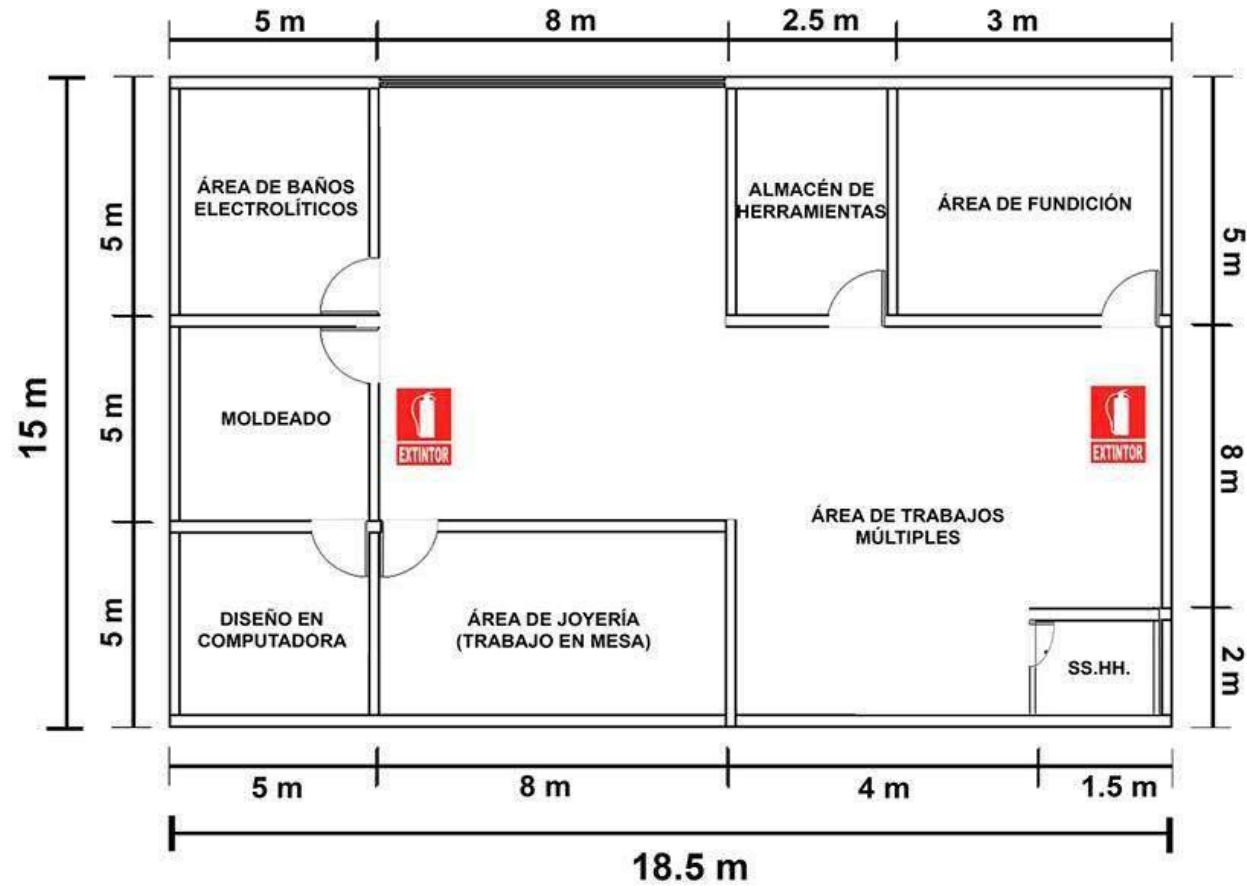 5 m
8 m
2.5 m
3 m
15 m
5 m
5 m
5 m
ÁREA DE BAÑOS
ELECTROLÍTICOS
ALMACÉN DE
HERRAMIENTAS
ÁREA DE FUNDICIÓN
5 m
8 m
2 m
MOLDEADO
EXTINTOR
EXTINTOR
ÁREA DE TRABAJOS
MÚLTIPLES
DISEÑO EN
COMPUTADORA
ÁREA DE JOYERÍA
(TRABAJO EN MESA)
SS.HH.
5 m
8 m
4 m
1.5 m
18.5 m